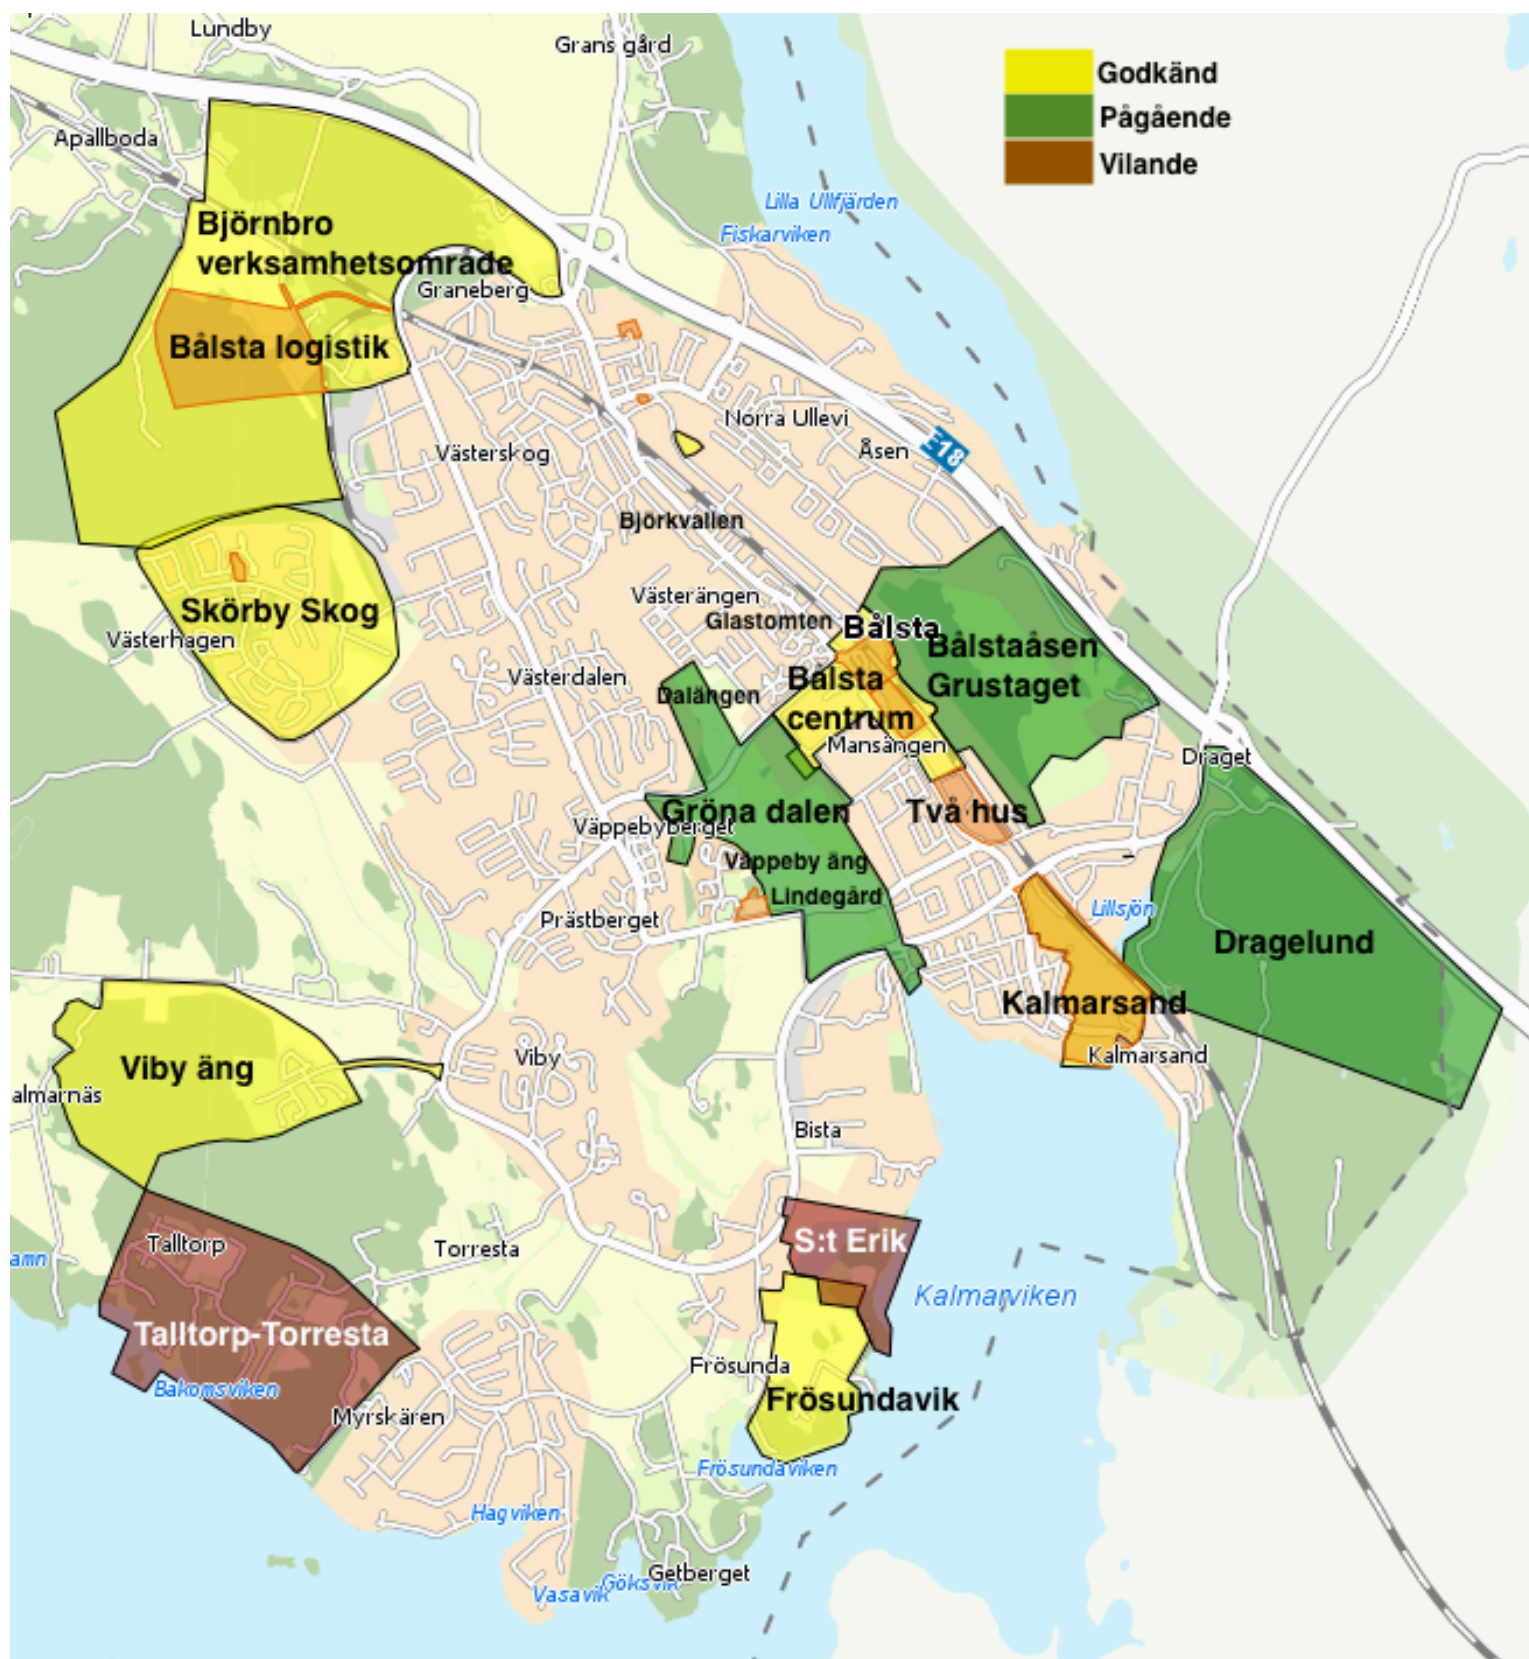 Lundby
Grans gård
Godkänd
Pågående
Vilande
Apallboda
Lilla Ullfjärden
Fiskarviken
Björnbro
verksamhetsområde
Graneberg
Bålsta logistik
Norra Ullevi
Åsen
E18
Västerskog
Björkvallen
Västerängen
Glastomten
Skörby Skog
Västerhagen
Bålsta
Bålstaåsen
Grustaget
Västerdalen
Dalängen
Bålsta
centrum
Mansängen
Draget
Gröna dalen
Två hus
Väppebyberget
Väppeby äng
Lindegård
Prästberget
Lillsjön
Dragelund
Kalmarsand
Kalmarsand
Viby äng
Viby
almarnäs
Bista
Talltorp
Torresta
S:t Erik
amn
Kalmarviken
Talltorp-Torresta
Frösunda
Bakomsviken
Myrskären
Frösundavik
Frösundaviken
Hagviken
Getberget
Göksvik
Vasavik